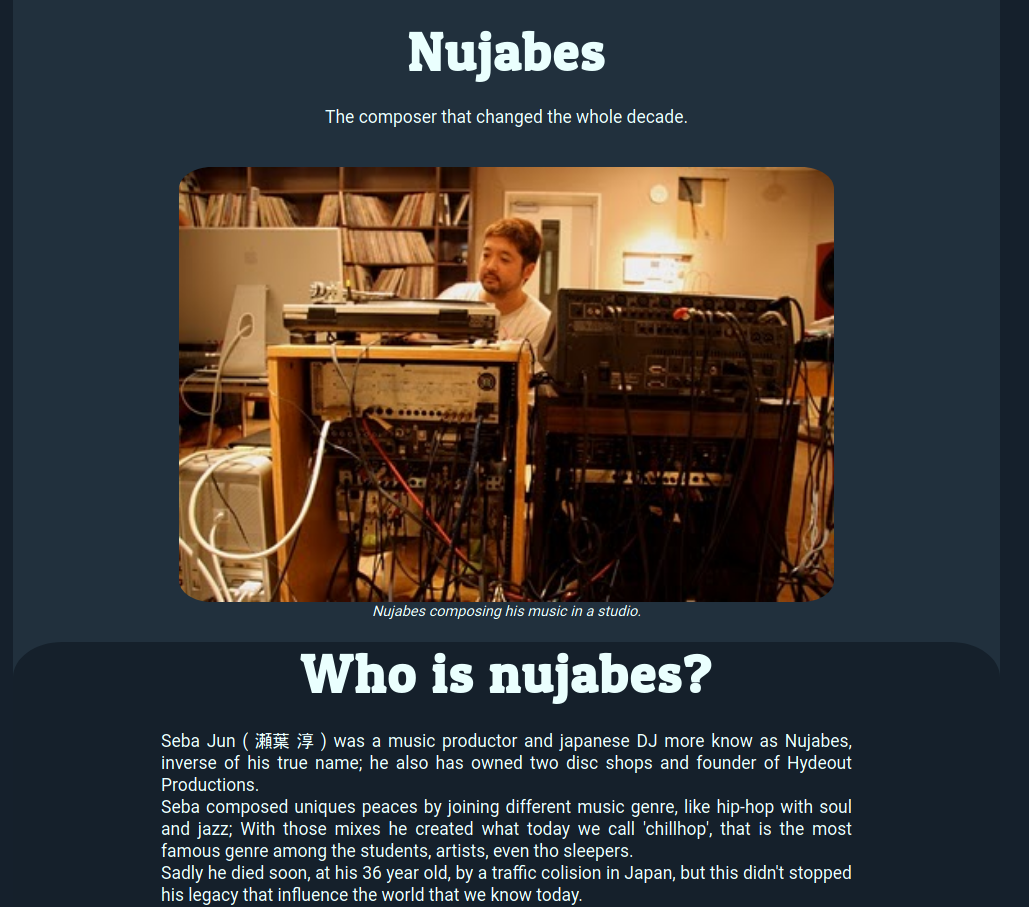 Nujabes
The composer that changed the whole decade.
Nujabes composing his music in a studio.
Who is nujabes?
Seba Jun ( 瀬葉 淳 ) was a music productor and japanese DJ more know as Nujabes,
inverse of his true name; he also has owned two disc shops and founder of Hydeout
Productions.
Seba composed uniques peaces by joining different music genre, like hip-hop with soul
and jazz; With those mixes he created what today we call 'chillhop', that is the most
famous genre among the students, artists, even tho sleepers.
Sadly he died soon, at his 36 year old, by a traffic colision in Japan, but this didn't stopped
his legacy that influence the world that we know today.